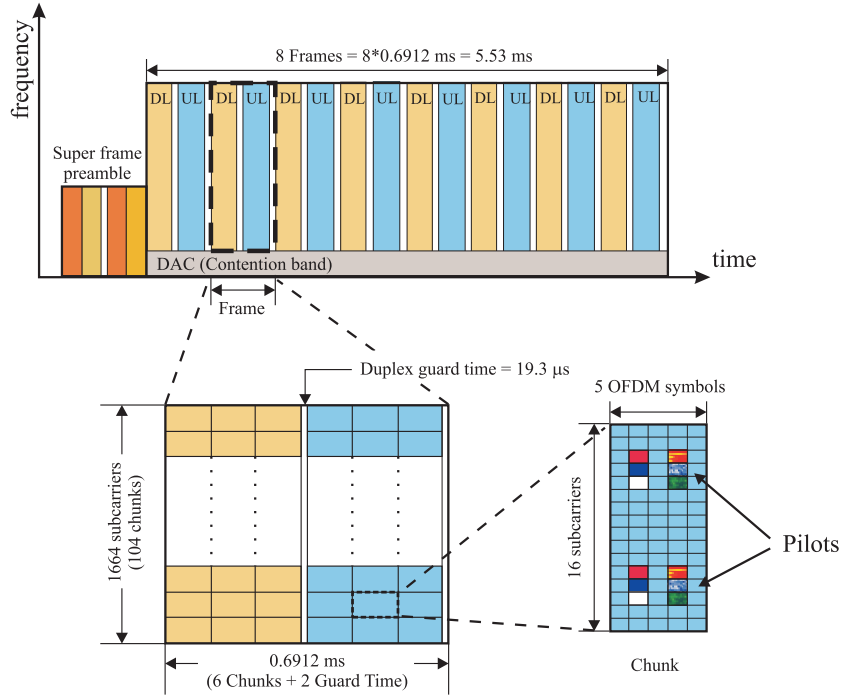 frequency
8 Frames = 8*0.6912 ms = 5.53 ms
DL UL DL UL DL UL DL UL DL UL DL UL DL UL DL UL
Super frame
preamble
DAC (Contention band)
time
Frame
Duplex guard time = 19.3 µs
5 OFDM symbols
1664 subcarriers
(104 chunks)
16 subcarriers
Pilots
0.6912 ms
(6 Chunks + 2 Guard Time)
Chunk